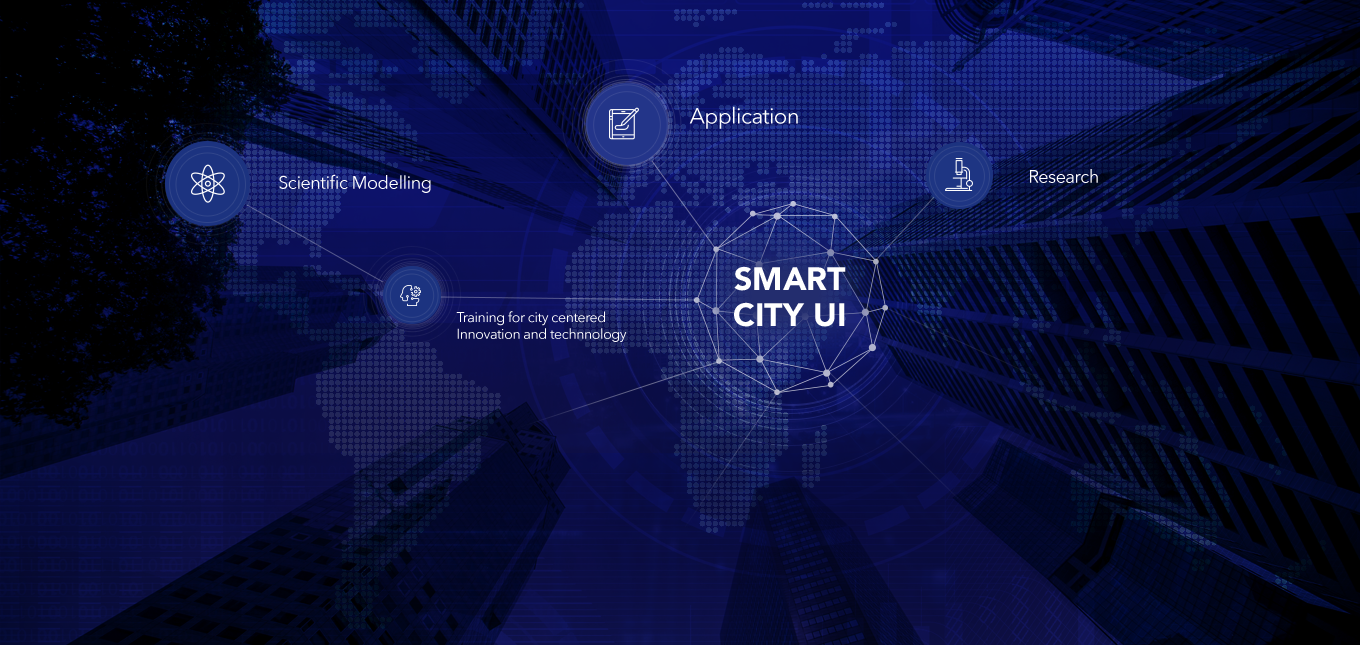 Application
Scientific Modelling
Research
SMART
CITY UI
Training for city centered
Innovation and technnology